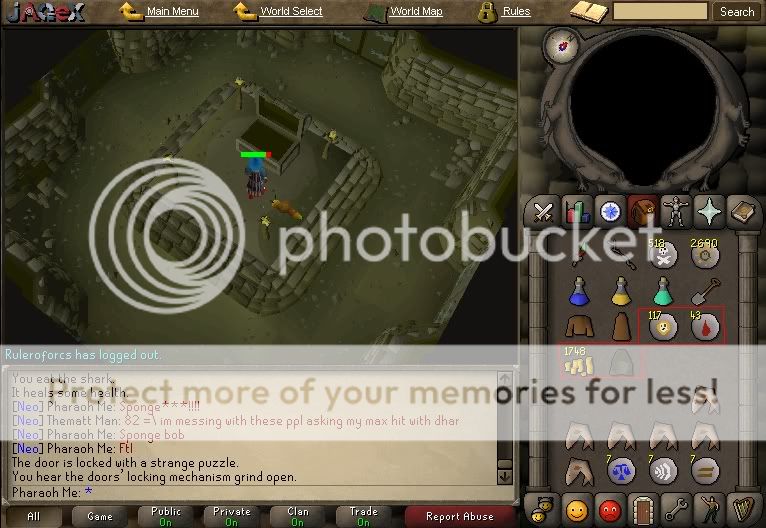 JAGEX
Main Menu
World Select
World Map
Rules
Search
518
2690
117
43
1748
7
7
7
photobucket
Protect more of your memories for less!
Ruleroforcs has logged out.
You eat the shark.
It heals some health.
[Neo] Pharaoh Me: Sponge ***!!!!
[Neo] Thematt Man: 82 =\ im messing with these ppl asking my max hit with dhar
[Neo] Pharaoh Me: Sponge bob
[Neo] Pharaoh Me: Ftl
The door is locked with a strange puzzle.
You hear the doors' locking mechanism grind open.
Pharaoh Me: *
All
Game
Public
On
Private
On
Clan
On
Trade
On
Report Abuse